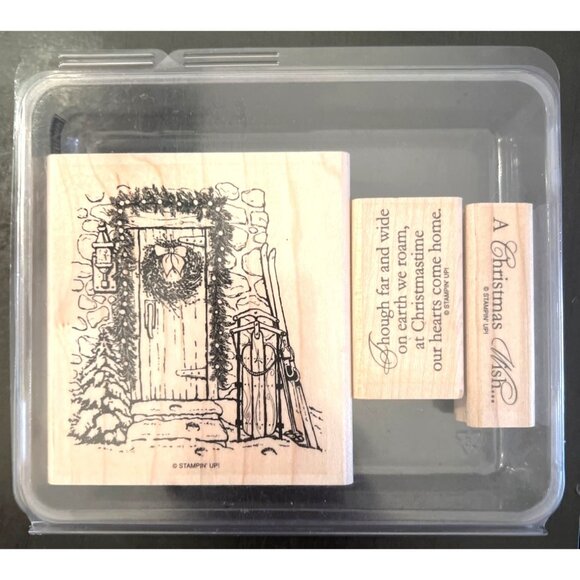 © STAMPIN' UP!
Though far and wide
on earth we roam,
at Christmastime
our hearts come home.
© STAMPIN' UP!
A Christmas Wish...
© STAMPIN' UP!